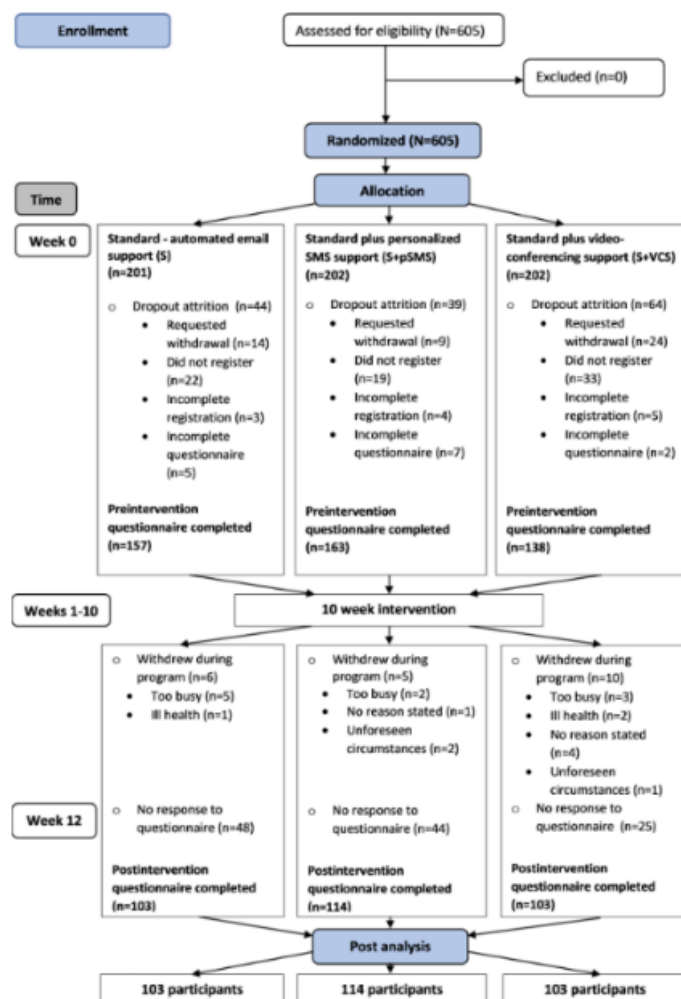 Enrollment
Assessed for eligibility (N=605)
Excluded (n=0)
Randomized (N=605)
Allocation
Time
Week 0
Standard - automated email
support (S)
(n=201)
Dropout attrition (n=44)
Requested
withdrawal (n=14)
Did not register
(n=22)
Incomplete
registration (n=3)
Incomplete
questionnaire
(n=5)
Preintervention
questionnaire completed
(n=157)
Standard plus personalized
SMS support (S+pSMS)
(n=202)
Dropout attrition (n=39)
Requested
withdrawal (n=9)
Did not register
(n=19)
Incomplete
registration (n=4)
Incomplete
questionnaire (n=7)
Preintervention
questionnaire completed
(n=163)
Standard plus video-
conferencing support (S+VCS)
(n=202)
Dropout attrition (n=64)
Requested
withdrawal (n=24)
Did not register
(n=33)
Incomplete
registration (n=5)
Incomplete
questionnaire (n=2)
Preintervention
questionnaire completed
(n=138)
Weeks 1-10
10 week intervention
Withdrew during
program (n=6)
Too busy (n=5)
Ill health (n=1)
No response to
questionnaire (n=48)
Postintervention
questionnaire completed
(n=103)
Withdrew during
program (n=5)
Too busy (n=2)
No reason stated (n=1)
Unforeseen
circumstances (n=2)
No response to
questionnaire (n=44)
Postintervention
questionnaire completed
(n=114)
Withdrew during
program (n=10)
Too busy (n=3)
Ill health (n=2)
No reason stated
(n=4)
Unforeseen
circumstances (n=1)
No response to
questionnaire (n=25)
Postintervention
questionnaire completed
(n=103)
Week 12
Post analysis
103 participants
114 participants
103 participants